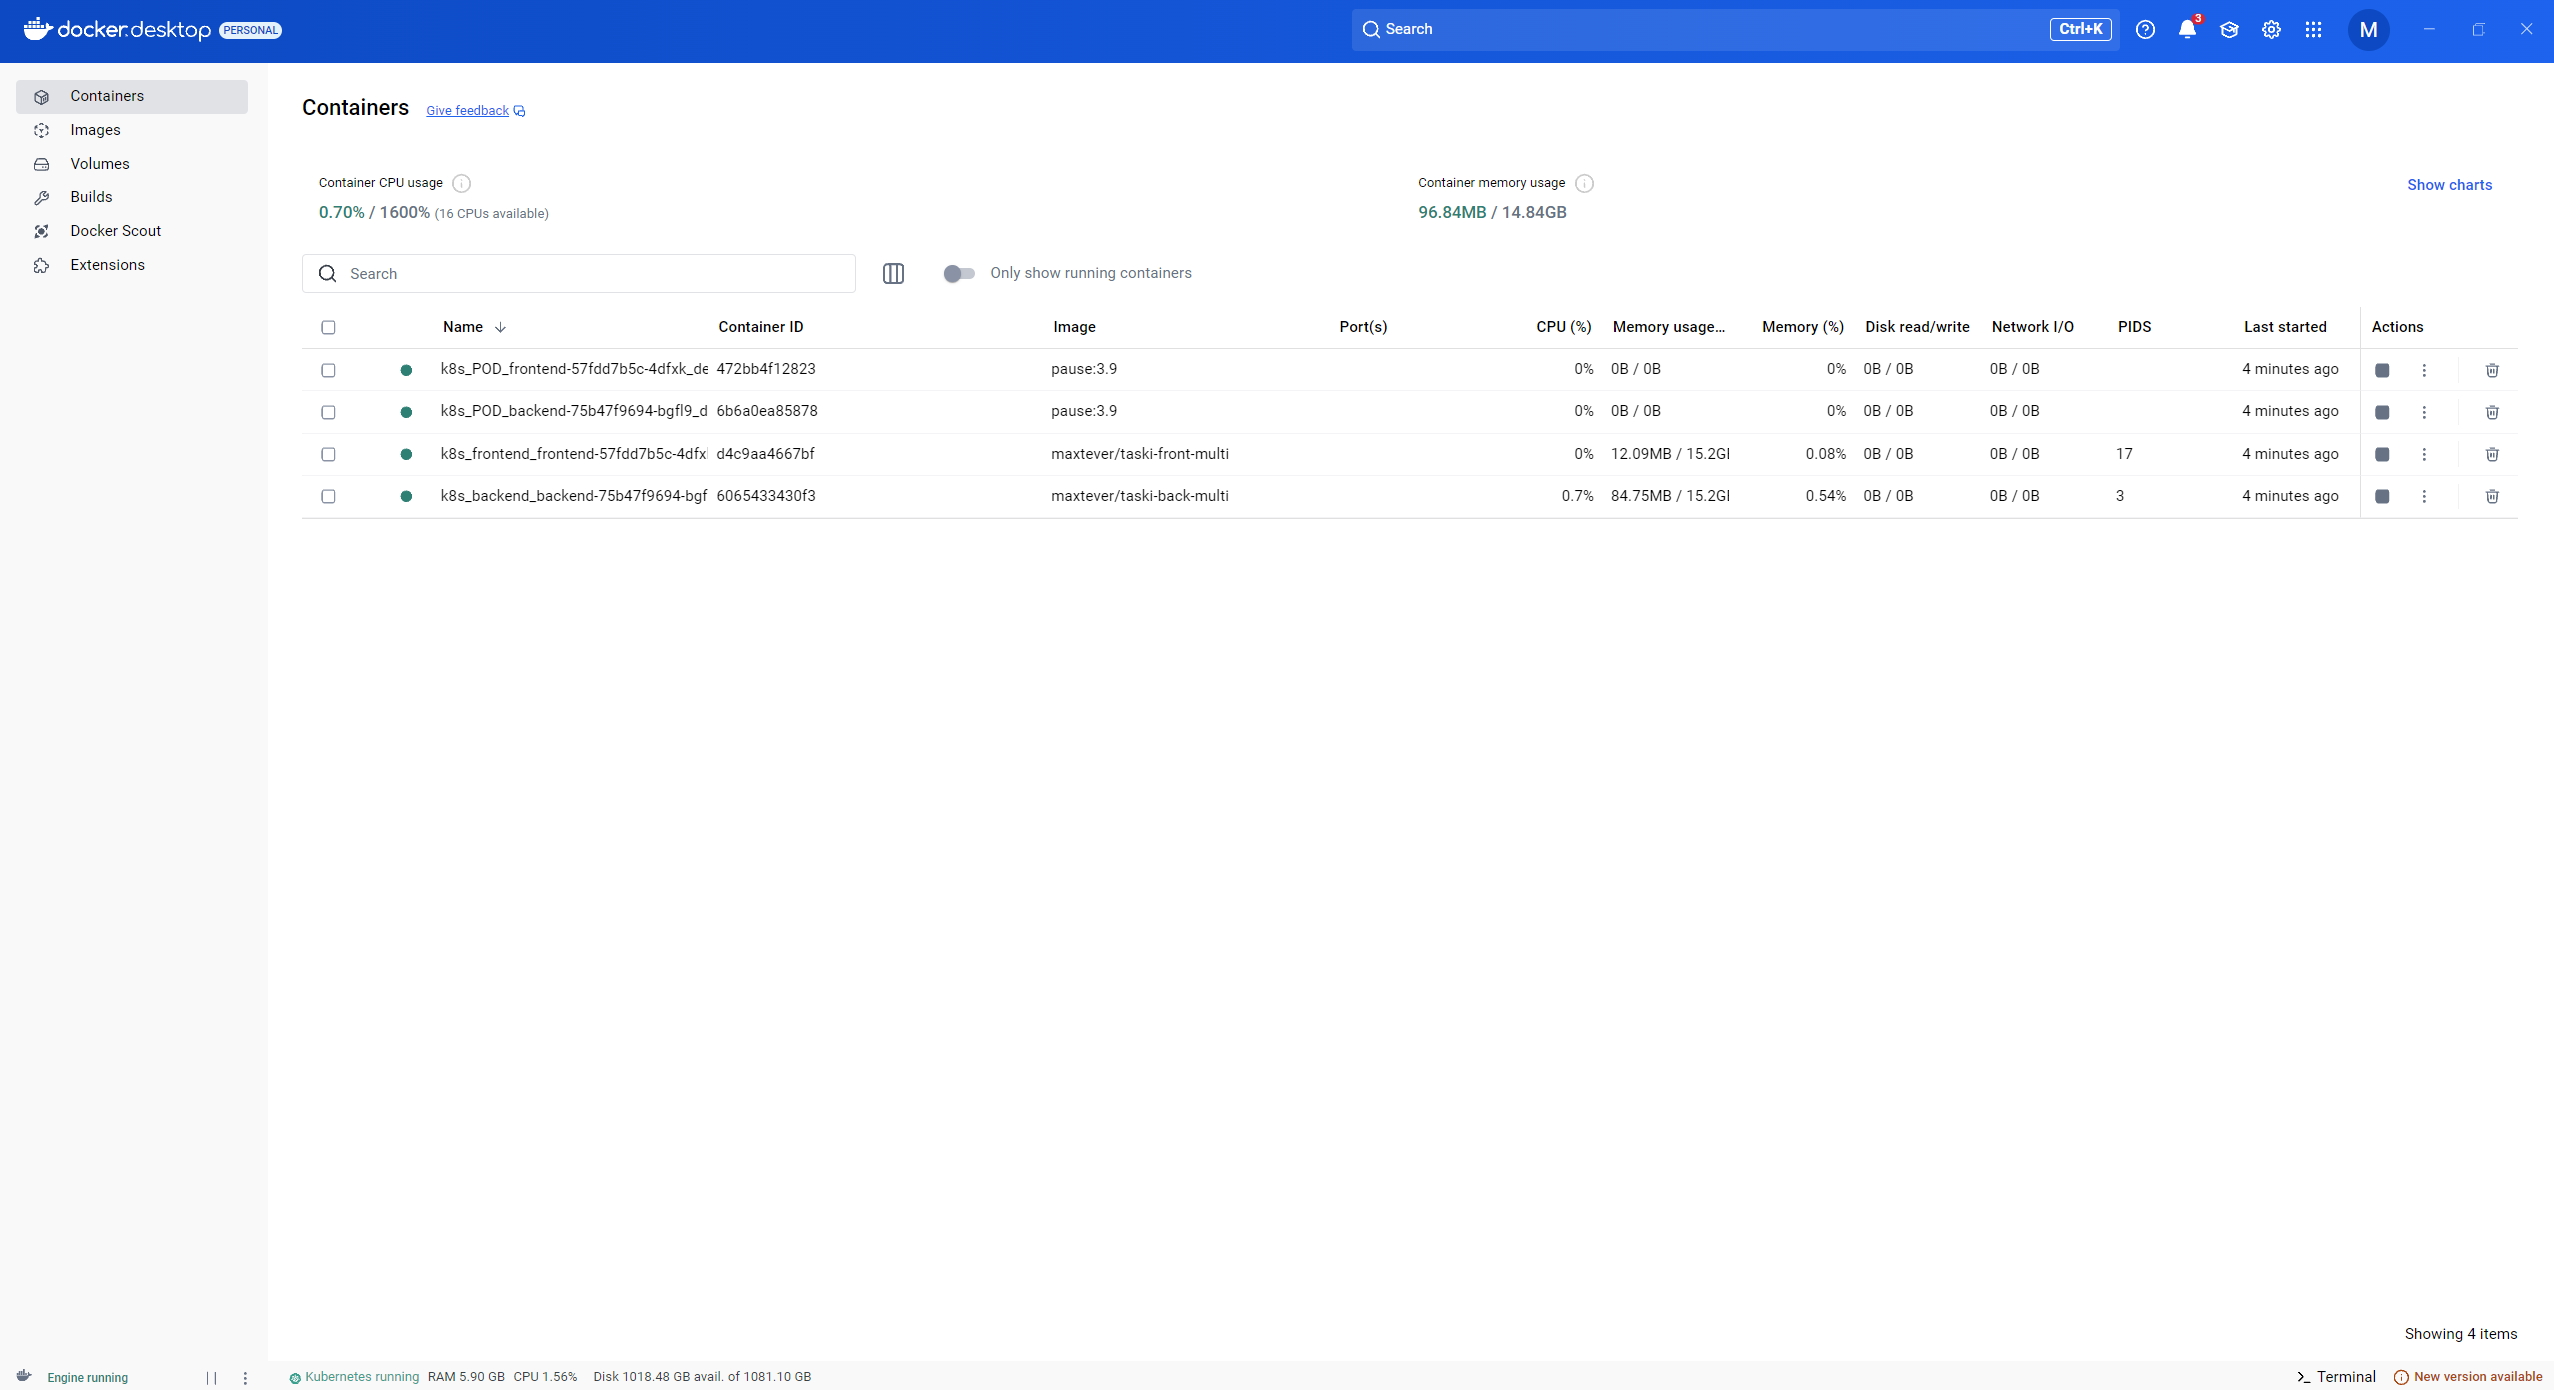 docker.desktop PERSONAL
Search Ctrl+K 3 M
Containers
Images
Volumes
Builds
Docker Scout
Extensions
Containers Give feedback
Container CPU usage
0.70% / 1600% (16 CPUs available)
Container memory usage
96.84MB / 14.84GB
Show charts
Search
Only show running containers
Name Container ID Image Port(s) CPU (%) Memory usage... Memory (%) Disk read/write Network I/O PIDS Last started Actions
k8s_POD_frontend-57fdd7b5c-4dfxk_de 472bb4f12823 pause:3.9 0% 0B / 0B 0% 0B / 0B 0B / 0B 4 minutes ago
k8s_POD_backend-75b47f9694-bgfl9_d 6b6a0ea85878 pause:3.9 0% 0B / 0B 0% 0B / 0B 0B / 0B 4 minutes ago
k8s_frontend_frontend-57fdd7b5c-4dfx d4c9aa4667bf maxtever/taski-front-multi 0% 12.09MB / 15.2G 0.08% 0B / 0B 0B / 0B 17 4 minutes ago
k8s_backend_backend-75b47f9694-bgf 6065433430f3 maxtever/taski-back-multi 0.7% 84.75MB / 15.2G 0.54% 0B / 0B 0B / 0B 3 4 minutes ago
Showing 4 items
Engine running
Kubernetes running RAM 5.90 GB CPU 1.56% Disk 1018.48 GB avail. of 1081.10 GB
Terminal
New version available